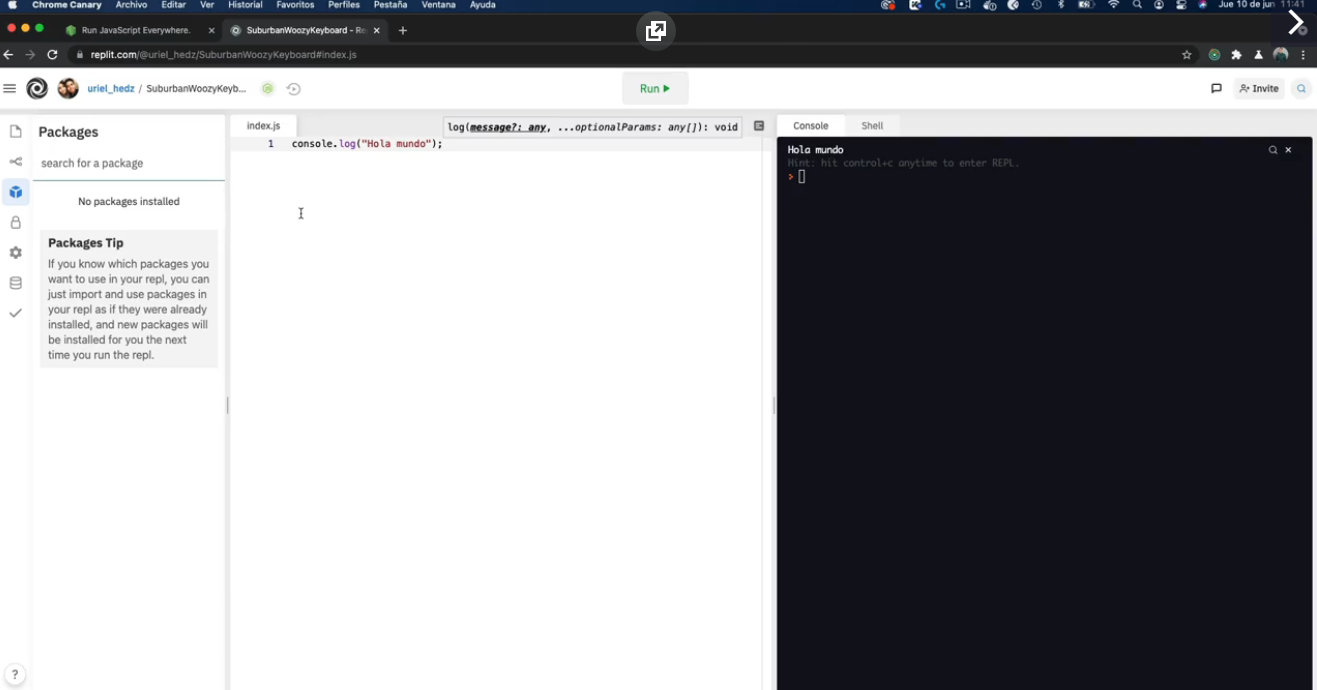 Chrome Canary Archivo Editar Ver Historial Favoritos Perfiles Pestaña Ventana Ayuda Jue 10 de jun 11:41
Run JavaScript Everywhere. × SuburbanWoozyKeyboard - Re × +
replit.com/@uriel_hedz/SuburbanWoozyKeyboard#index.js
uriel_hedz / SuburbanWoozyKeyb...
Run
Invite
Packages
search for a package
No packages installed
Packages Tip
If you know which packages you
want to use in your repl, you can
just import and use packages in
your repl as if they were already
installed, and new packages will
be installed for you the next
time you run the repl.
?
index.js
log(message?: any, ...optionalParams: any[]): void
1 console.log("Hola mundo");
Console Shell
Hola mundo
Hint: hit control+c anytime to enter REPL.
>